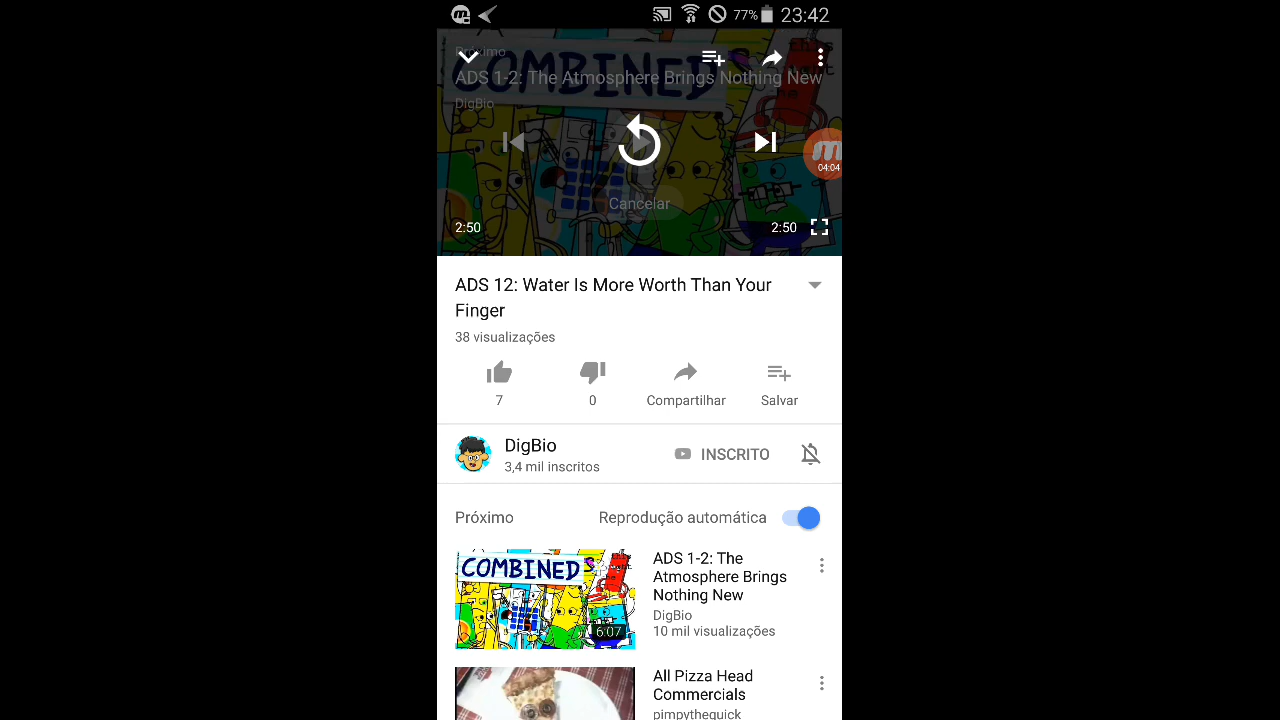 77% 23:42
Próximo
COMBINED
ADS 1-2: The Atmosphere Brings Nothing New
DigBio
04:04
Cancelar
2:50 2:50
ADS 12: Water Is More Worth Than Your
Finger
38 visualizações
7 0 Compartilhar Salvar
DigBio
3,4 mil inscritos
INSCRITO
Próximo Reprodução automática
COMBINED
6:07
ADS 1-2: The
Atmosphere Brings
Nothing New
DigBio
10 mil visualizações
All Pizza Head
Commercials
pimpythequick